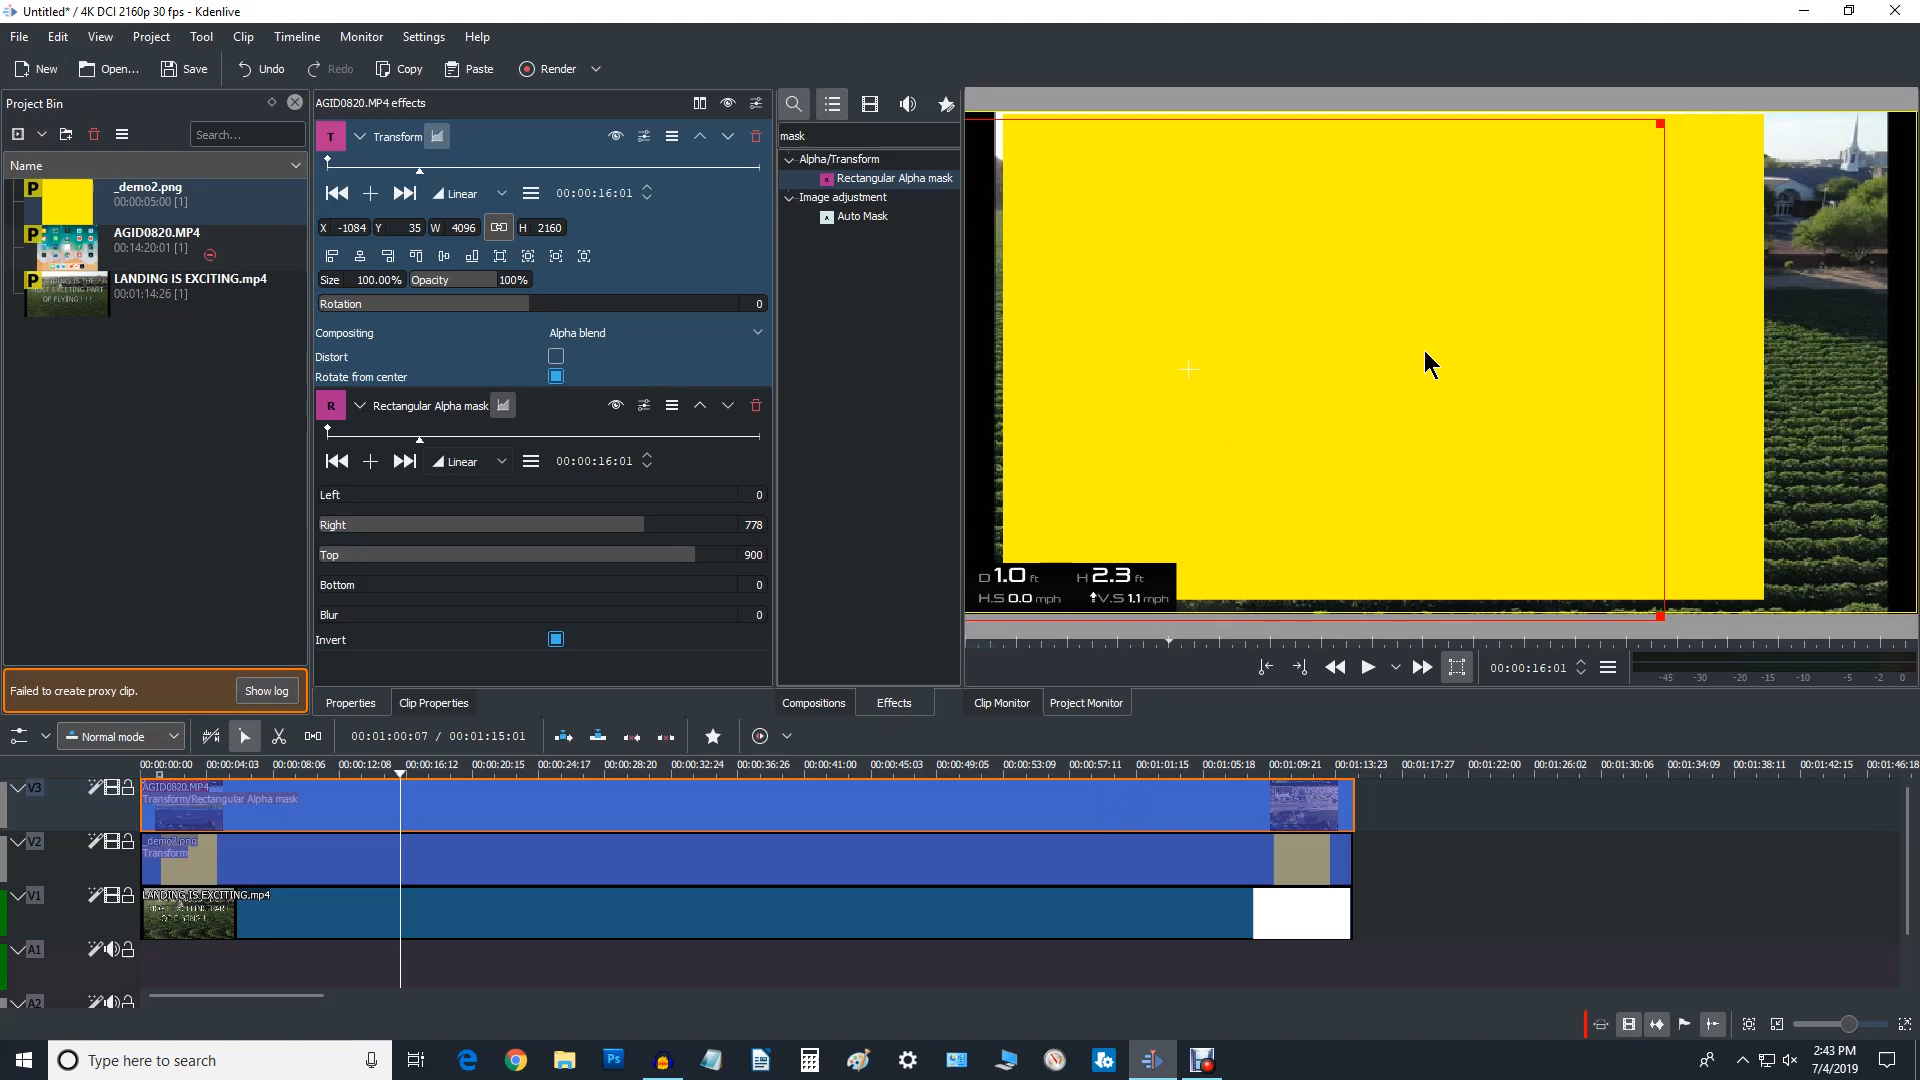 Untitled* / 4K DCI 2160p 30 fps - Kdenlive
File Edit View Project Tool Clip Timeline Monitor Settings Help
New Open... Save Undo Redo Copy Paste Render
Project Bin
Search...
Name
P _demo2.png
00:00:05:00 [1]
P AGID0820.MP4
00:14:20:01 [1]
P LANDING IS EXCITING.mp4
00:01:14:26 [1]
Failed to create proxy clip. Show log
AGID0820.MP4 effects
T Transform
Linear 00:00:16:01
X -1084 Y 35 W 4096 H 2160
Size 100.00% Opacity 100%
Rotation 0
Compositing Alpha blend
Distort
Rotate from center
R Rectangular Alpha mask
Linear 00:00:16:01
Left 0
Right 778
Top 900
Bottom 0
Blur 0
Invert
Properties Clip Properties
mask
Alpha/Transform
Rectangular Alpha mask
Image adjustment
A Auto Mask
Compositions Effects
D 1.0 ft H 2.3 ft
H.S 0.0 mph V.S 1.1 mph
00:00:16:01
-45 -30 -20 -15 -10 -5 -2 0
Clip Monitor Project Monitor
Normal mode 00:01:00:07 / 00:01:15:01
00:00:00:00 00:00:04:03 00:00:08:06 00:00:12:08 00:00:16:12 00:00:20:15 00:00:24:17 00:00:28:20 00:00:32:24 00:00:36:26 00:00:41:00 00:00:45:03 00:00:49:05 00:00:53:09 00:00:57:11 00:01:01:15 00:01:05:18 00:01:09:21 00:01:13:23 00:01:17:27 00:01:22:00 00:01:26:02 00:01:30:06 00:01:34:09 00:01:38:11 00:01:42:15 00:01:46:18
V3 AGID0820.MP4
Transform/Rectangular Alpha mask
V2 _demo2.png
Transform
V1 LANDING IS EXCITING.mp4
A1
A2
Type here to search
Ps
2:43 PM
7/4/2019